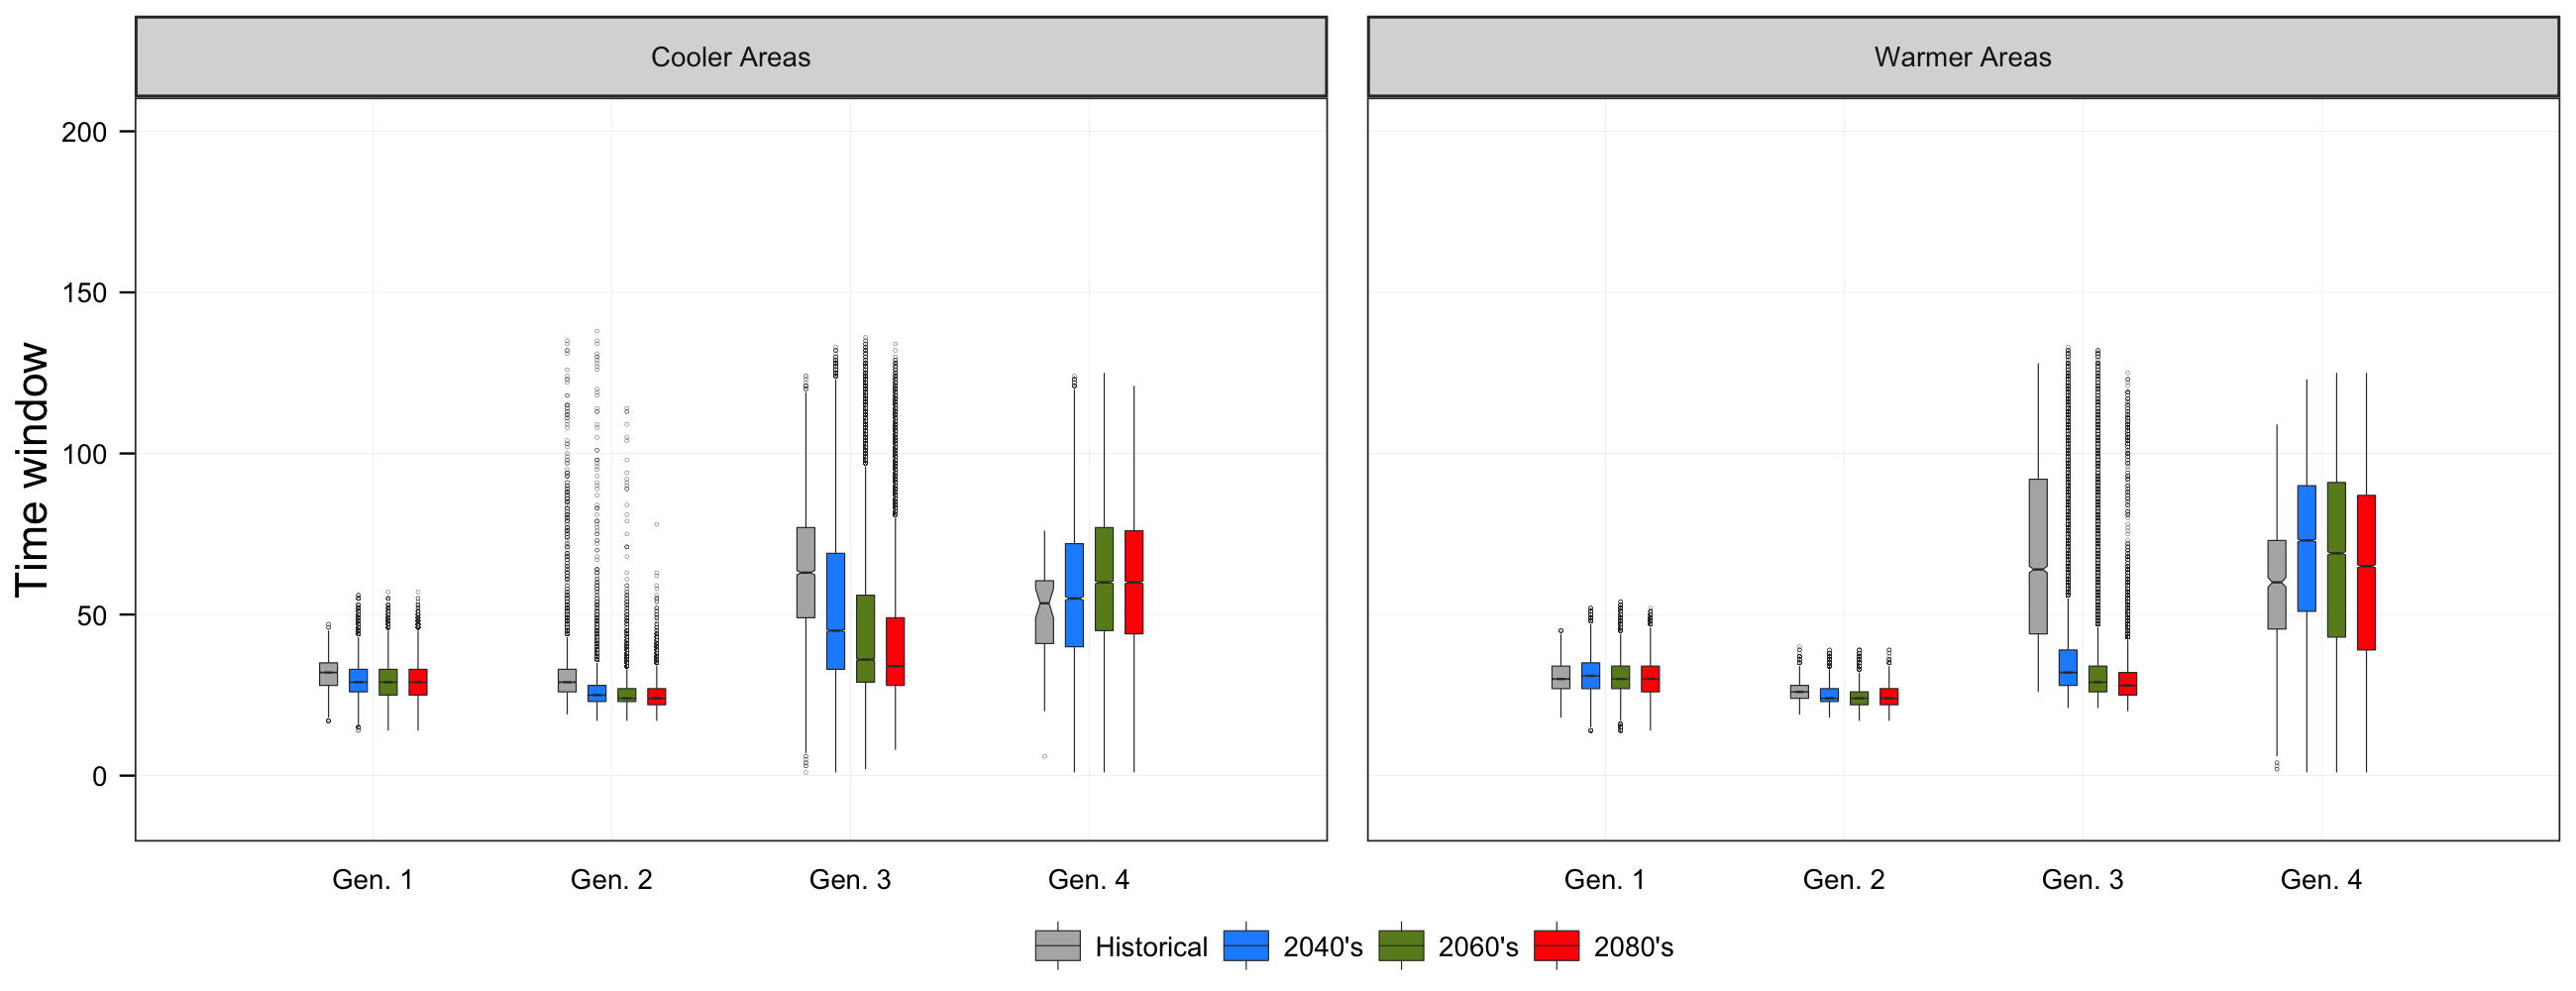 Cooler Areas
Warmer Areas
Time window
200
150
100
50
0
Gen. 1 Gen. 2 Gen. 3 Gen. 4
Gen. 1 Gen. 2 Gen. 3 Gen. 4
Historical 2040's 2060's 2080's